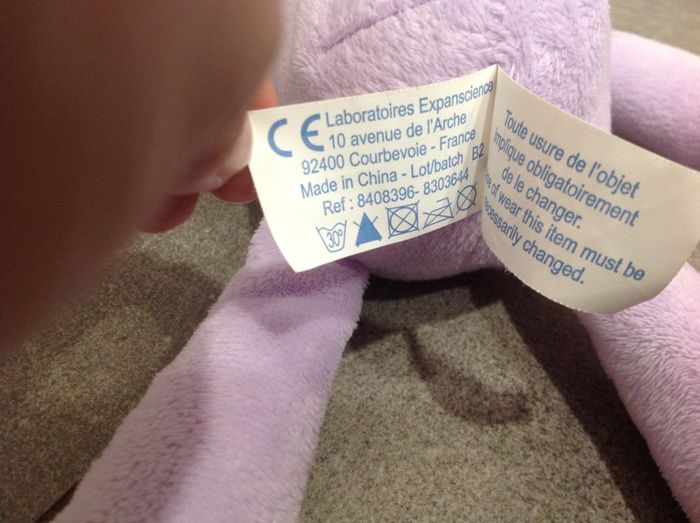 CE Laboratoires Expanscience
10 avenue de l'Arche
92400 Courbevoie - France
Made in China - Lot/batch B2
Ref : 8408396- 8303644
30°
Toute usure de l'objet
implique obligatoirement
de le changer.
of wear this item must be
changed.